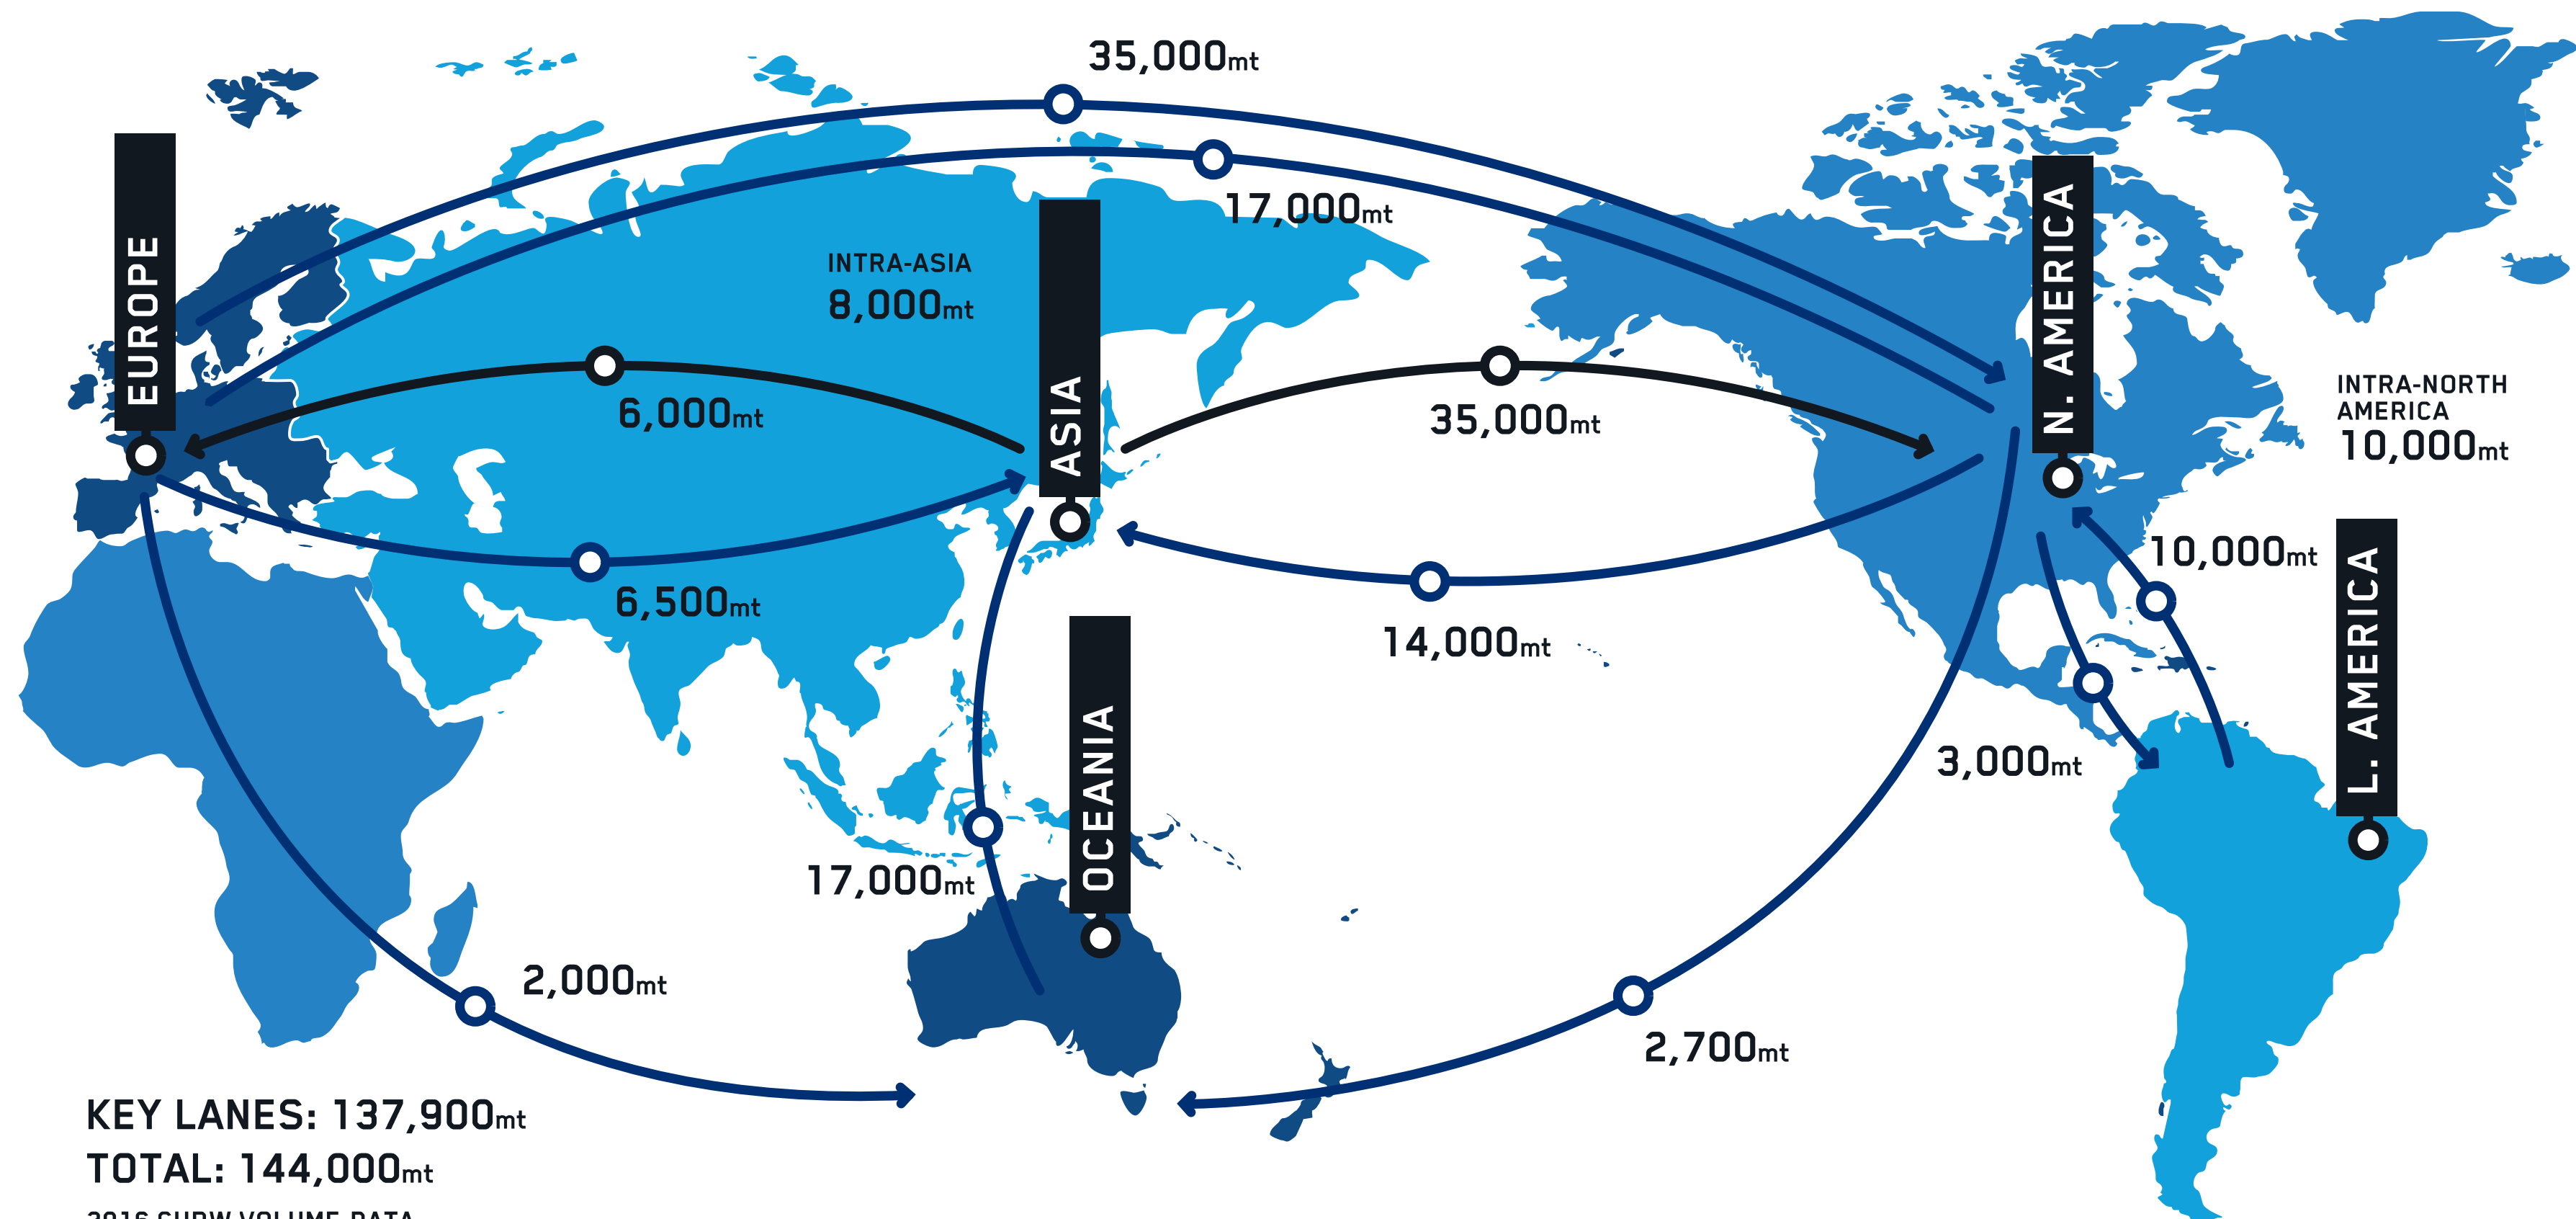 35,000mt
17,000mt
EUROPE
N. AMERICA
INTRA-ASIA
8,000mt
ASIA
6,000mt
35,000mt
INTRA-NORTH
AMERICA
10,000mt
6,500mt
14,000mt
10,000mt
L. AMERICA
OCEANIA
3,000mt
17,000mt
2,000mt
2,700mt
KEY LANES: 137,900mt
TOTAL: 144,000mt